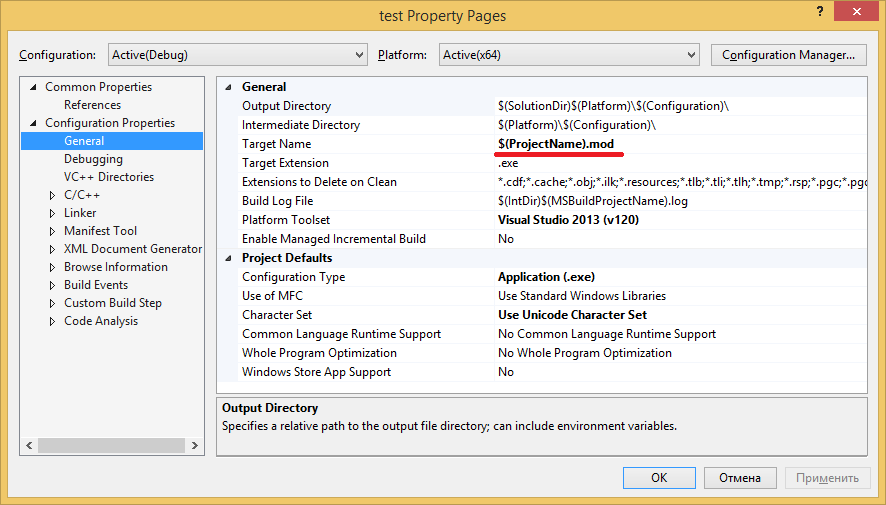 test Property Pages
?
Configuration: Active(Debug) Platform: Active(x64) Configuration Manager...
Common Properties
References
Configuration Properties
General
Debugging
VC++ Directories
C/C++
Linker
Manifest Tool
XML Document Generator
Browse Information
Build Events
Custom Build Step
Code Analysis
General
Output Directory $(SolutionDir)$(Platform)\$(Configuration)\
Intermediate Directory $(Platform)\$(Configuration)\
Target Name $(ProjectName).mod
Target Extension .exe
Extensions to Delete on Clean *.cdf;*.cache;*.obj;*.ilk;*.resources;*.tlb;*.tli;*.tlh;*.tmp;*.rsp;*.pgc;*.pgd
Build Log File $(IntDir)$(MSBuildProjectName).log
Platform Toolset Visual Studio 2013 (v120)
Enable Managed Incremental Build No
Project Defaults
Configuration Type Application (.exe)
Use of MFC Use Standard Windows Libraries
Character Set Use Unicode Character Set
Common Language Runtime Support No Common Language Runtime Support
Whole Program Optimization No Whole Program Optimization
Windows Store App Support No
Output Directory
Specifies a relative path to the output file directory; can include environment variables.
OK Отмена Применить